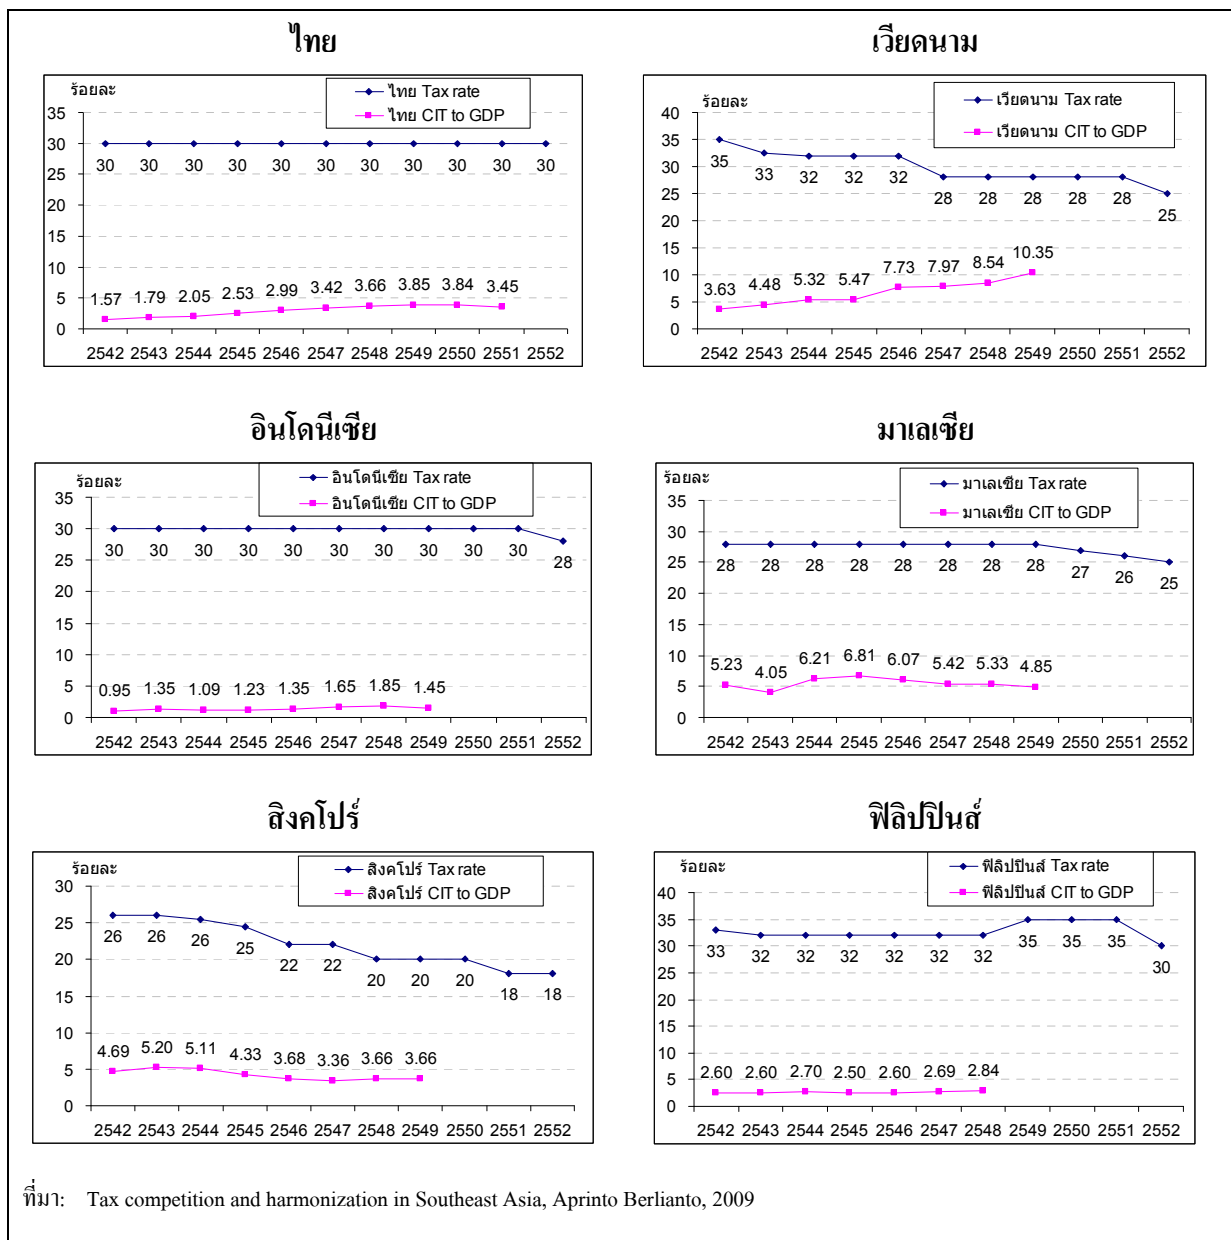 ไทย
ร้อยละ
ไทย Tax rate
ไทย CIT to GDP
35
30
25
20
15
10
5
0
30 30 30 30 30 30 30 30 30 30 30
1.57 1.79 2.05 2.53 2.99 3.42 3.66 3.85 3.84 3.45
2542 2543 2544 2545 2546 2547 2548 2549 2550 2551 2552
เวียดนาม
ร้อยละ
เวียดนาม Tax rate
เวียดนาม CIT to GDP
40
35
30
25
20
15
10
5
0
35 33 32 32 32 28 28 28 28 28 25
3.63 4.48 5.32 5.47 7.73 7.97 8.54 10.35
2542 2543 2544 2545 2546 2547 2548 2549 2550 2551 2552
อินโดนีเซีย
ร้อยละ
อินโดนีเซีย Tax rate
อินโดนีเซีย CIT to GDP
35
30
25
20
15
10
5
0
30 30 30 30 30 30 30 30 30 30 28
0.95 1.35 1.09 1.23 1.35 1.65 1.85 1.45
2542 2543 2544 2545 2546 2547 2548 2549 2550 2551 2552
มาเลเซีย
ร้อยละ
มาเลเซีย Tax rate
มาเลเซีย CIT to GDP
35
30
25
20
15
10
5
0
28 28 28 28 28 28 28 28 27 26 25
5.23 4.05 6.21 6.81 6.07 5.42 5.33 4.85
2542 2543 2544 2545 2546 2547 2548 2549 2550 2551 2552
สิงคโปร์
ร้อยละ
สิงคโปร์ Tax rate
สิงคโปร์ CIT to GDP
30
25
20
15
10
5
0
26 26 26 25 22 22 20 20 20 18 18
4.69 5.20 5.11 4.33 3.68 3.36 3.66 3.66
2542 2543 2544 2545 2546 2547 2548 2549 2550 2551 2552
ฟิลิปปินส์
ร้อยละ
ฟิลิปปินส์ Tax rate
ฟิลิปปินส์ CIT to GDP
40
35
30
25
20
15
10
5
0
33 32 32 32 32 32 32 35 35 35 30
2.60 2.60 2.70 2.50 2.60 2.69 2.84
2542 2543 2544 2545 2546 2547 2548 2549 2550 2551 2552
ที่มา: Tax competition and harmonization in Southeast Asia, Aprinto Berlianto, 2009